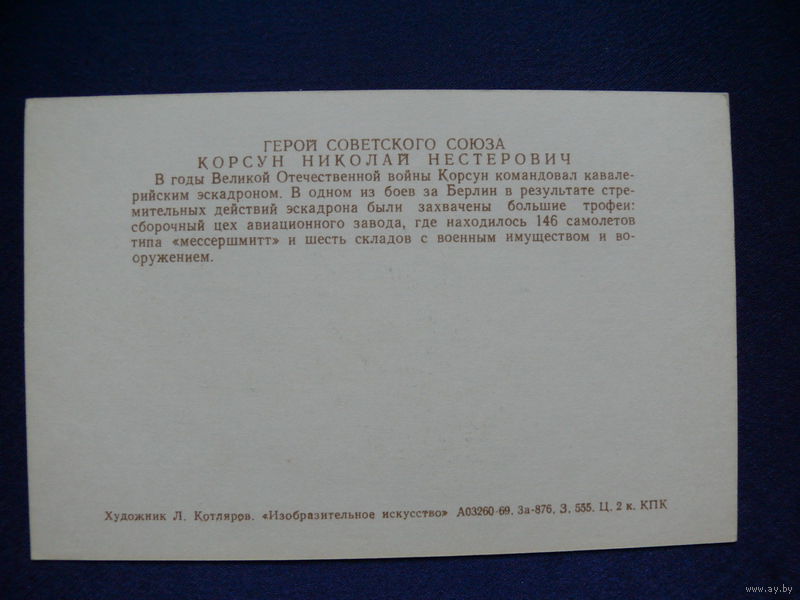 ГЕРОЙ СОВЕТСКОГО СОЮЗА
КОРСУН НИКОЛАЙ НЕСТЕРОВИЧ
В годы Великой Отечественной войны Корсун командовал кавале-
рийским эскадроном. В одном из боев за Берлин в результате стре-
мительных действий эскадрона были захвачены большие трофеи:
сборочный цех авиационного завода, где находилось 146 самолетов
типа «мессершмитт» и шесть складов с военным имуществом и во-
оружением.
Художник Л. Котляров. «Изобразительное искусство» А03260-69. За-876. З. 555. Ц. 2 к. КПК
www.ay.by